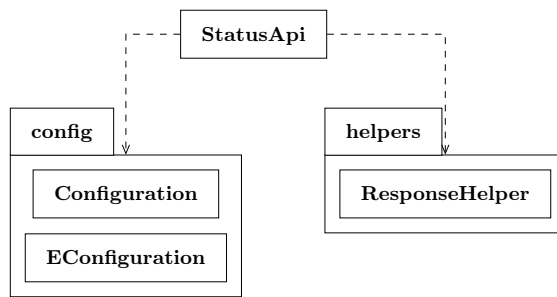 StatusApi
config
helpers
Configuration
ResponseHelper
EConfiguration